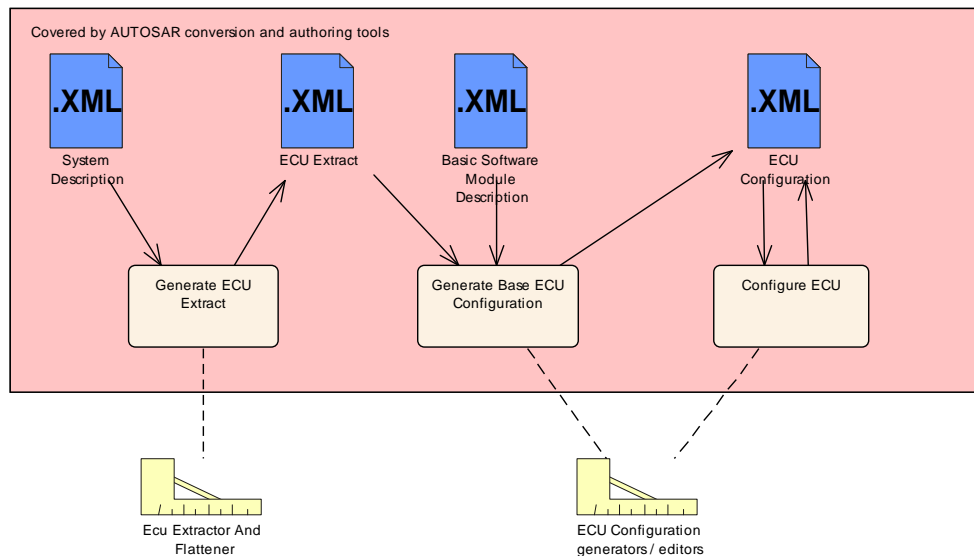 Covered by AUTOSAR conversion and authoring tools
.XML
.XML
.XML
.XML
System
Description
ECU Extract
Basic Software
Module
Description
ECU
Configuration
Generate ECU
Extract
Generate Base ECU
Configuration
Configure ECU
Ecu Extractor And
Flattener
ECU Configuration
generators / editors